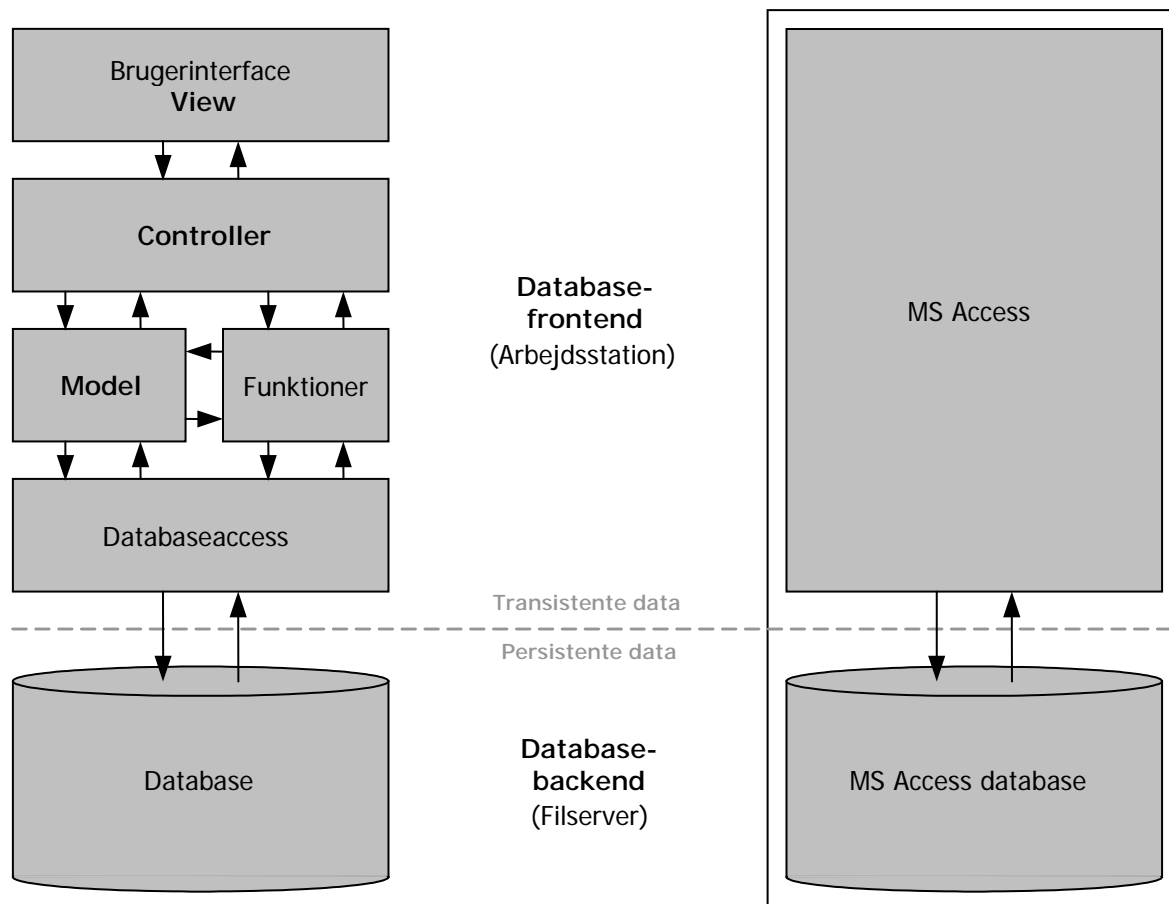 Brugerinterface
View
Controller
Model
Funktioner
Databaseaccess
Database
Database-
frontend
(Arbejdsstation)
Transistente data
Persistente data
Database-
backend
(Filserver)
MS Access
MS Access database